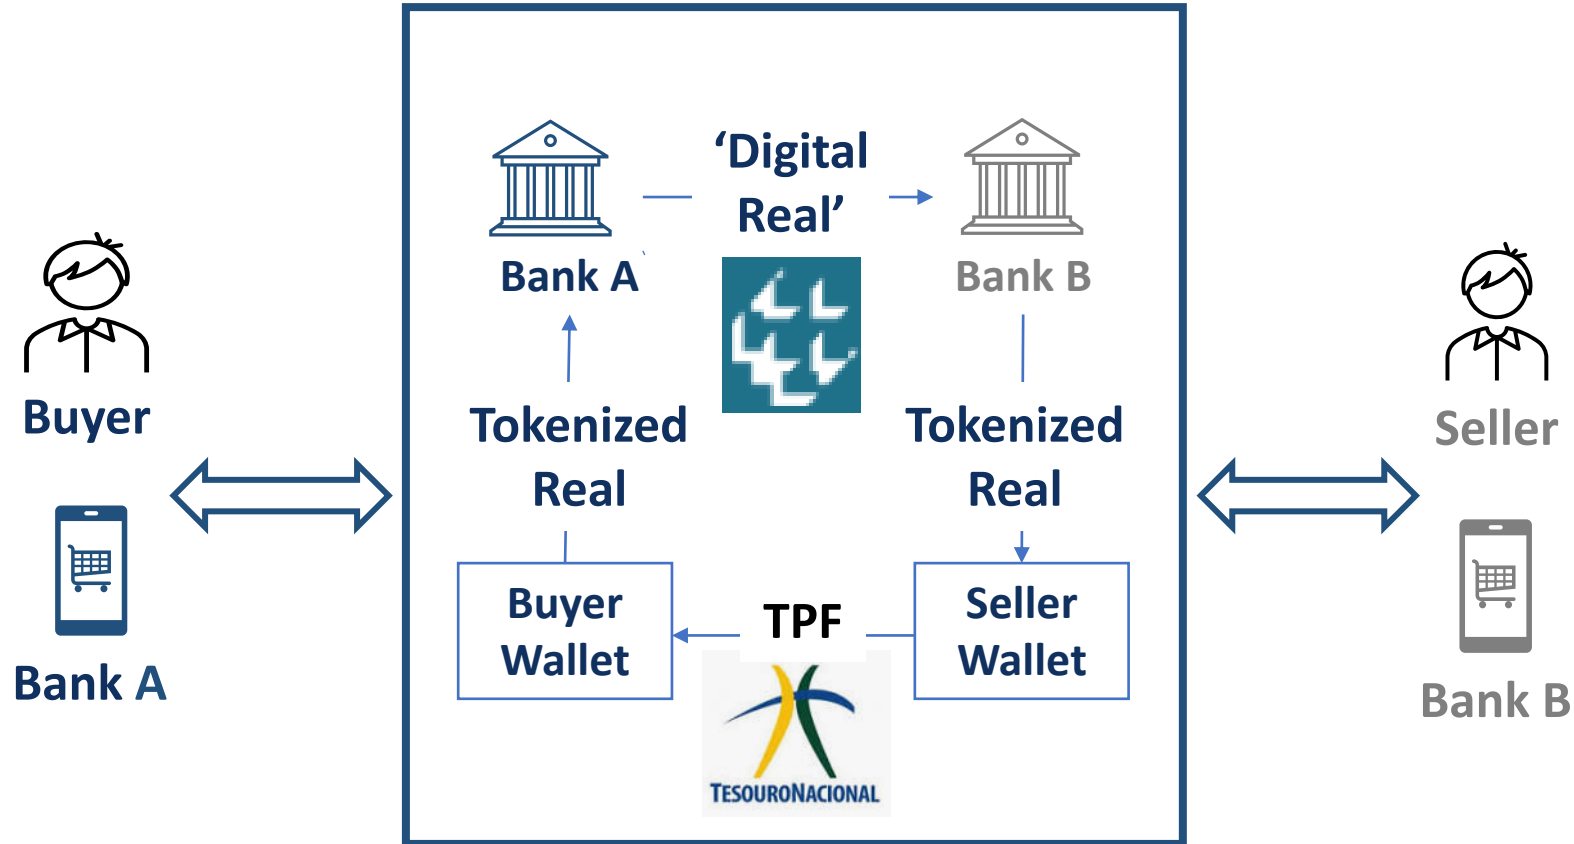 ‘Digital
Real’
Bank A
Bank B
Buyer
Tokenized
Real
Tokenized
Real
Seller
Buyer
Wallet
TPF
Seller
Wallet
Bank A
Bank B
TESOURONACIONAL